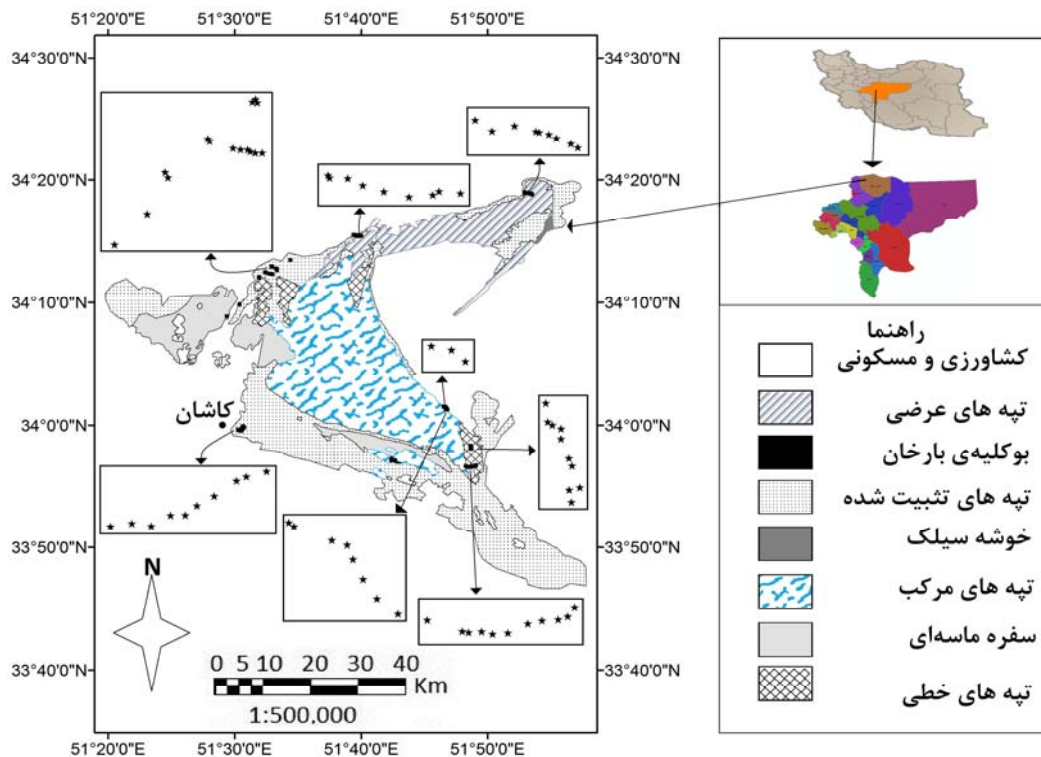 51°20'0"E 51°30'0"E 51°40'0"E 51°50'0"E
34°30'0"N
34°20'0"N
34°10'0"N
34°0'0"N
33°50'0"N
33°40'0"N
34°30'0"N
34°20'0"N
34°10'0"N
34°0'0"N
33°50'0"N
33°40'0"N
51°20'0"E 51°30'0"E 51°40'0"E 51°50'0"E
کاشان
N
0 5 10 20 30 40
Km
1:500,000
راهنما
کشاورزی و مسکونی
تپه های عرضی
بوکلیه‌ی بارخان
تپه های تثبیت شده
خوشه سیلک
تپه های مرکب
سفره ماسه‌ای
تپه های خطی